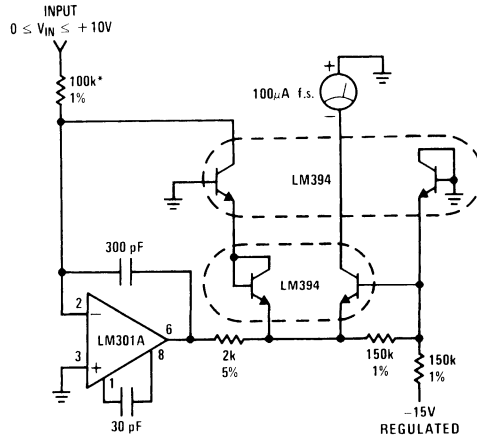 INPUT
0 ≤ VIN ≤ +10V
100k*
1%
+
100µA f.s.
−
LM394
300 pF
LM394
2
−
6
LM301A
3
+
8
1
30 pF
2k
5%
150k
1%
150k
1%
−15V
REGULATED